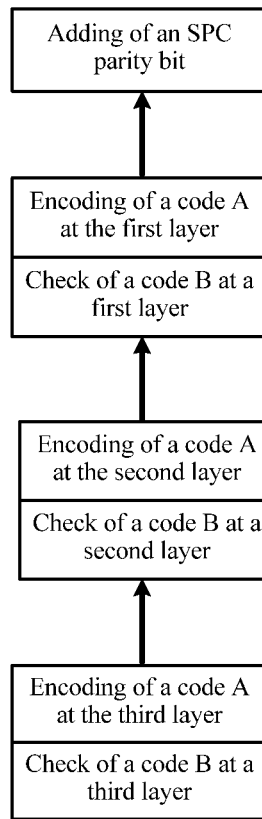 Adding of an SPC
parity bit
Encoding of a code A
at the first layer
Check of a code B at a
first layer
Encoding of a code A
at the second layer
Check of a code B at a
second layer
Encoding of a code A
at the third layer
Check of a code B at a
third layer